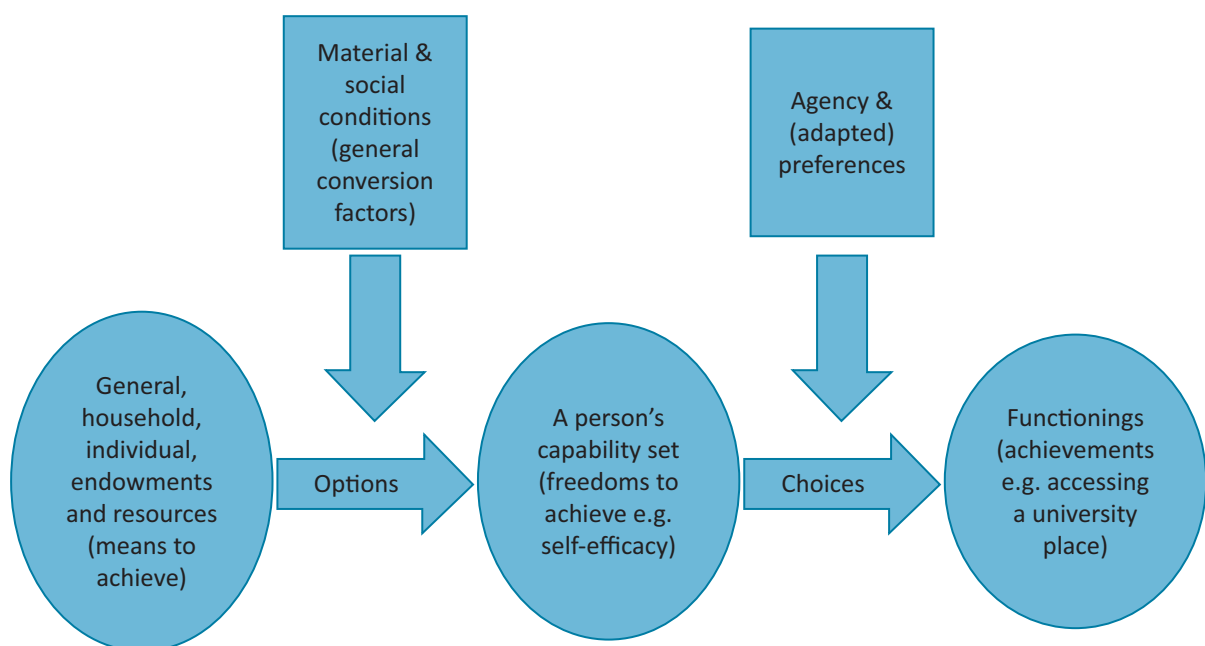 Material &
social
conditions
(general
conversion
factors)
Agency &
(adapted)
preferences
General,
household,
individual,
endowments
and resources
(means to
achieve)
Options
A person’s
capability set
(freedoms to
achieve e.g.
self-efficacy)
Choices
Functionings
(achievements
e.g. accessing
a university
place)